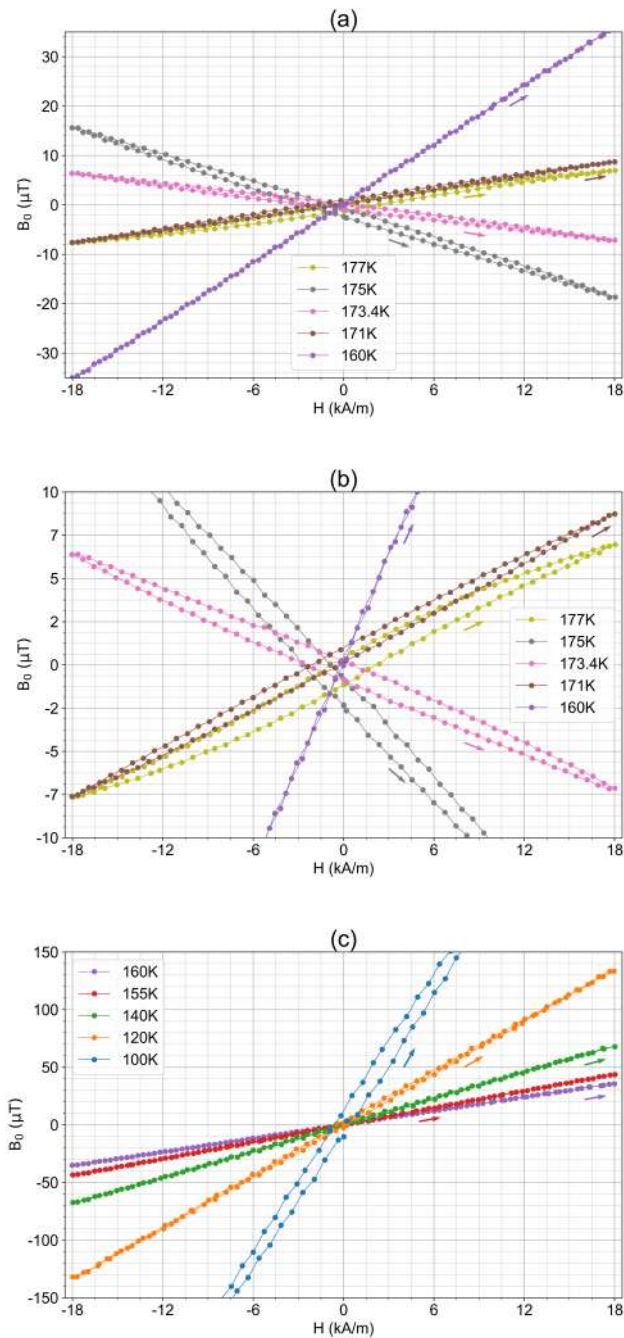 (a)
30
20
10
0
-10
-20
-30
B₀ (μT)
177K
175K
173.4K
171K
160K
-18 -12 -6 0 6 12 18
H (kA/m)
(b)
10
7
5
2
0
-2
-5
-7
-10
B₀ (μT)
177K
175K
173.4K
171K
160K
-18 -12 -6 0 6 12 18
H (kA/m)
(c)
150
100
50
0
-50
-100
-150
B₀ (μT)
160K
155K
140K
120K
100K
-18 -12 -6 0 6 12 18
H (kA/m)